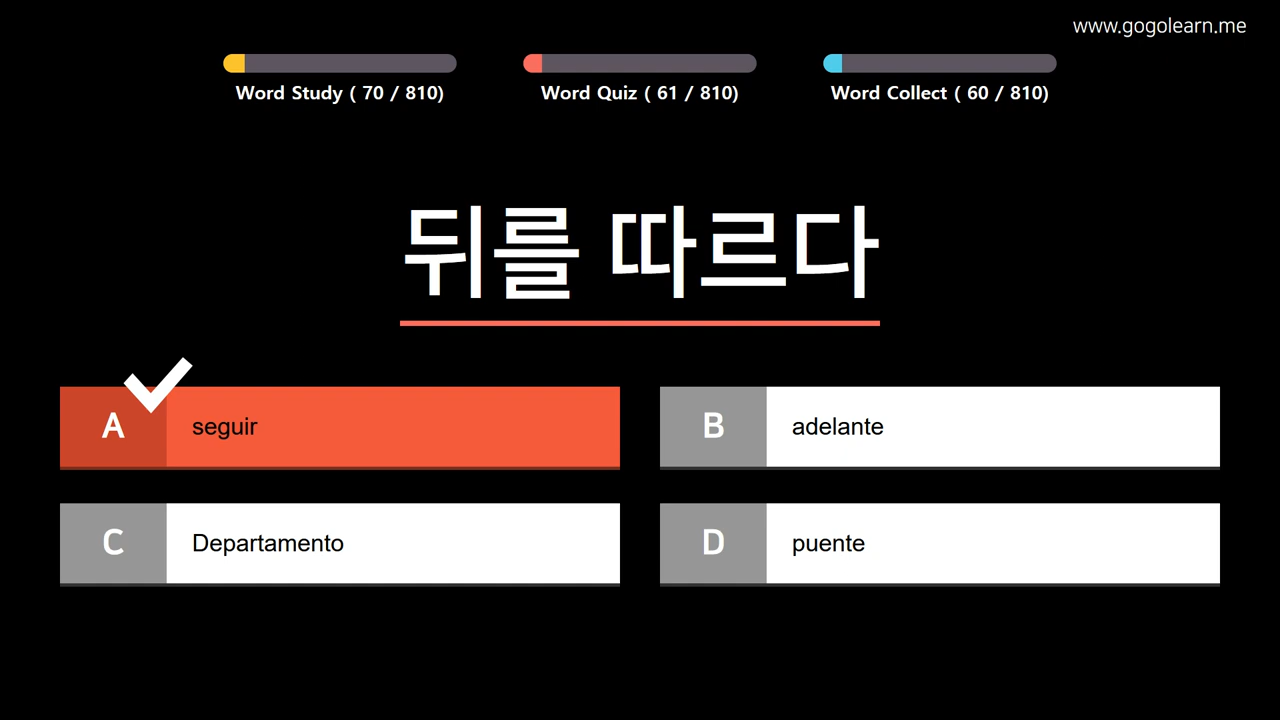 www.gogolearn.me
Word Study ( 70 / 810)
Word Quiz ( 61 / 810)
Word Collect ( 60 / 810)
뒤를 따르다
A seguir
B adelante
C Departamento
D puente